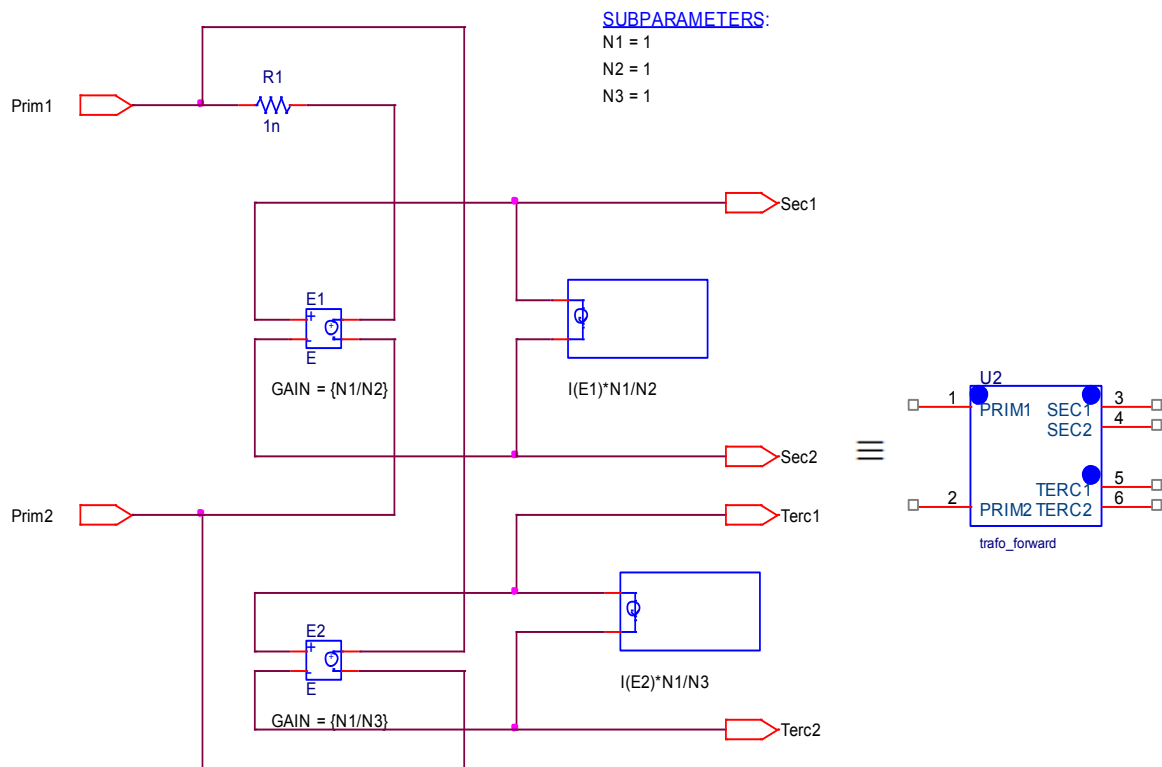 SUBPARAMETERS:
N1 = 1
N2 = 1
N3 = 1
R1
Prim1
1n
Sec1
E1
+
-
E
GAIN = {N1/N2}
I(E1)*N1/N2
Sec2
Prim2
Terc1
E2
+
-
E
GAIN = {N1/N3}
I(E2)*N1/N3
Terc2
≡
U2
1
PRIM1
SEC1
3
SEC2
4
TERC1
5
2
PRIM2
TERC2
6
trafo_forward